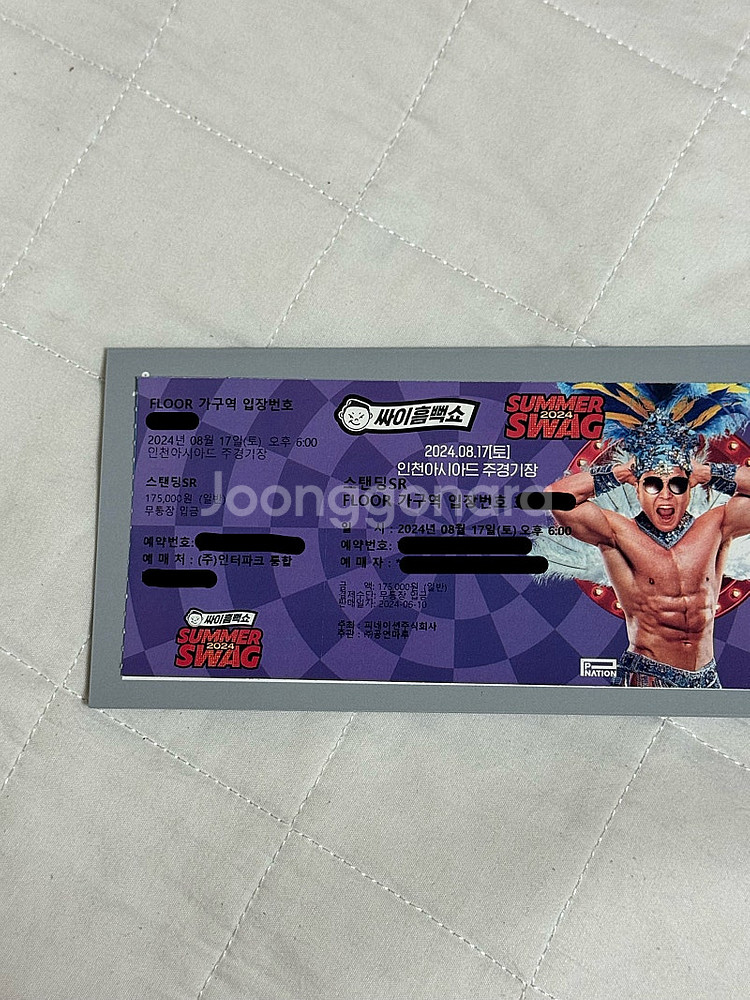 FLOOR 가구역 입장번호
2024년 08월 17일(토) 오후 6:00
인천아시아드 주경기장
스탠딩SR
175,000원 (일반
무통장 입금
예약번호:
예 매 처 : (주)인터파크 통합
싸이흠뻑쇼
SUMMER
2024
SWAG
싸이흠뻑쇼
SUMMER
2024
SWAG
2024.08.17[토]
인천아시아드 주경기장
스탠딩SR
FLOOR 가구역 입장번호
일 시 : 2024년 08월 17일(토) 오후 6:00
예약번호:
예 매 자 :
금 액: 175,000원 (일반)
결제수단: 무통장 입금
판매일자: 2024-06-10
주최 : 피네이션주식회사
주관 : ㈜공연마루
P NATION
Joonggonara